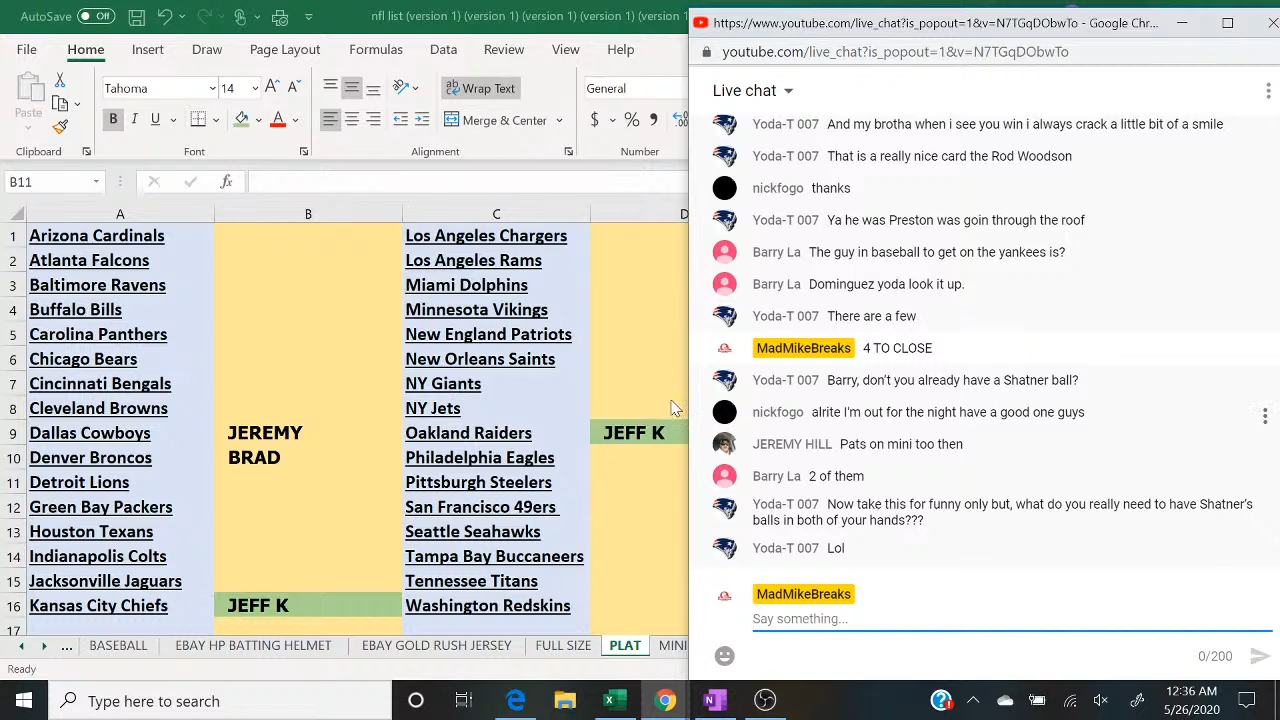 AutoSave Off nfl list (version 1) (version 1) (version 1) (version 1) (versio
https://www.youtube.com/live_chat?is_popout=1&v=N7TGqDObwTo - Google Chr...
youtube.com/live_chat?is_popout=1&v=N7TGqDObwTo
File Home Insert Draw Page Layout Formulas Data Review View Help
Tahoma 14 Wrap Text General
Paste B I U Merge & Center $ %
Clipboard Font Alignment Number
B11 fx
A B C D
1 Arizona Cardinals Los Angeles Chargers
2 Atlanta Falcons Los Angeles Rams
3 Baltimore Ravens Miami Dolphins
4 Buffalo Bills Minnesota Vikings
5 Carolina Panthers New England Patriots
6 Chicago Bears New Orleans Saints
7 Cincinnati Bengals NY Giants
8 Cleveland Browns NY Jets
9 Dallas Cowboys JEREMY Oakland Raiders JEFF K
10 Denver Broncos BRAD Philadelphia Eagles
11 Detroit Lions Pittsburgh Steelers
12 Green Bay Packers San Francisco 49ers
13 Houston Texans Seattle Seahawks
14 Indianapolis Colts Tampa Bay Buccaneers
15 Jacksonville Jaguars Tennessee Titans
16 Kansas City Chiefs JEFF K Washington Redskins
17
... BASEBALL EBAY HP BATTING HELMET EBAY GOLD RUSH JERSEY FULL SIZE PLAT MINI
Ready
Live chat
Yoda-T 007 And my brotha when i see you win i always crack a little bit of a smile
Yoda-T 007 That is a really nice card the Rod Woodson
nickfogo thanks
Yoda-T 007 Ya he was Preston was goin through the roof
Barry La The guy in baseball to get on the yankees is?
Barry La Dominguez yoda look it up.
Yoda-T 007 There are a few
MadMikeBreaks 4 TO CLOSE
Yoda-T 007 Barry, don't you already have a Shatner ball?
nickfogo alrite I'm out for the night have a good one guys
JEREMY HILL Pats on mini too then
Barry La 2 of them
Yoda-T 007 Now take this for funny only but, what do you really need to have Shatner's
balls in both of your hands???
Yoda-T 007 Lol
MadMikeBreaks
Say something...
0/200
Type here to search
12:36 AM
5/26/2020